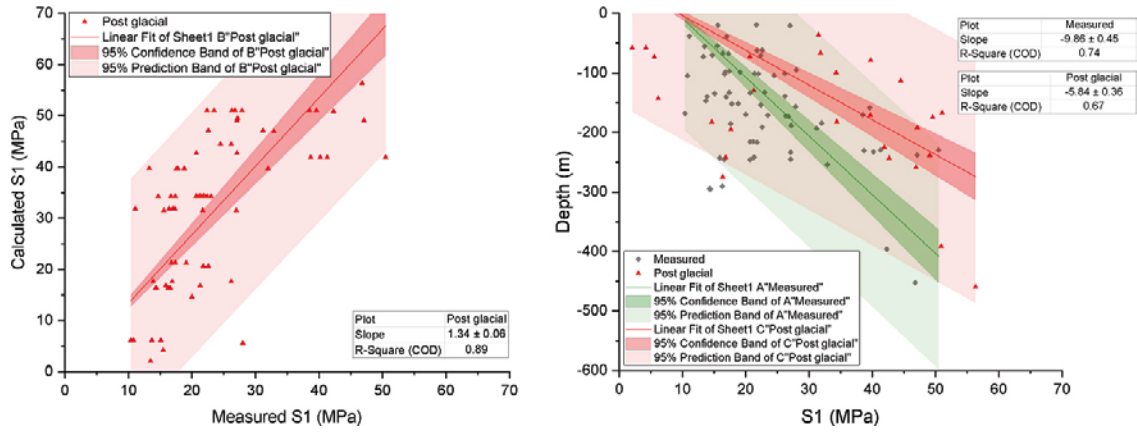 Post glacial
Linear Fit of Sheet1 B"Post glacial"
95% Confidence Band of B"Post glacial"
95% Prediction Band of B"Post glacial"
70
60
50
40
30
20
10
0
Calculated S1 (MPa)
Plot Post glacial
Slope 1.34 ± 0.06
R-Square (COD) 0.89
0 10 20 30 40 50 60 70
Measured S1 (MPa)
0
-100
-200
-300
-400
-500
-600
Depth (m)
Plot Measured
Slope -9.86 ± 0.45
R-Square (COD) 0.74
Plot Post glacial
Slope -5.84 ± 0.36
R-Square (COD) 0.67
Measured
Post glacial
Linear Fit of Sheet1 A"Measured"
95% Confidence Band of A"Measured"
95% Prediction Band of A"Measured"
Linear Fit of Sheet1 C"Post glacial"
95% Confidence Band of C"Post glacial"
95% Prediction Band of C"Post glacial"
0 10 20 30 40 50 60 70
S1 (MPa)